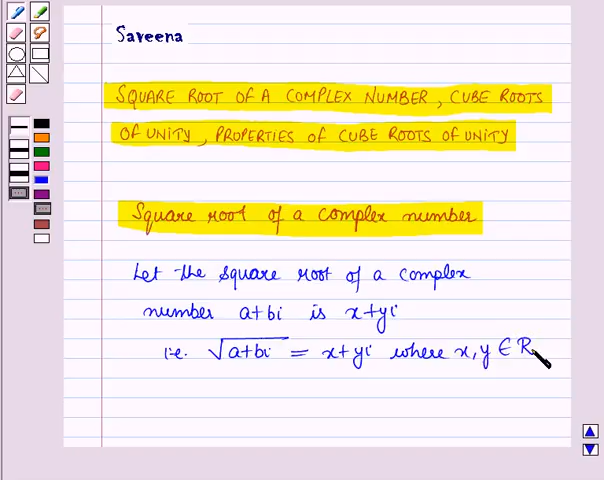 Saveena
SQUARE ROOT OF A COMPLEX NUMBER, CUBE ROOTS
OF UNITY, PROPERTIES OF CUBE ROOTS OF UNITY
Square root of a complex number
Let the square root of a complex
number a+bi is x+yi
i.e. √a+bi = x+yi where x,y ∈ R